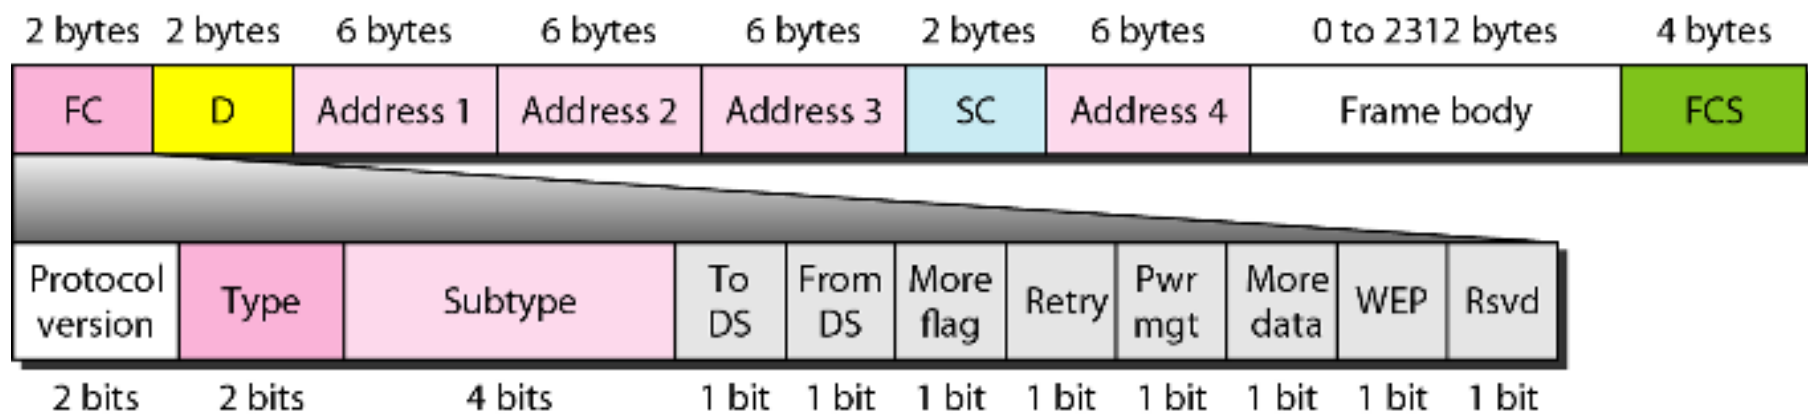 2 bytes 2 bytes 6 bytes 6 bytes 6 bytes 2 bytes 6 bytes 0 to 2312 bytes 4 bytes
FC D Address 1 Address 2 Address 3 SC Address 4 Frame body FCS
Protocol version Type Subtype To DS From DS More flag Retry Pwr mgt More data WEP Rsvd
2 bits 2 bits 4 bits 1 bit 1 bit 1 bit 1 bit 1 bit 1 bit 1 bit 1 bit